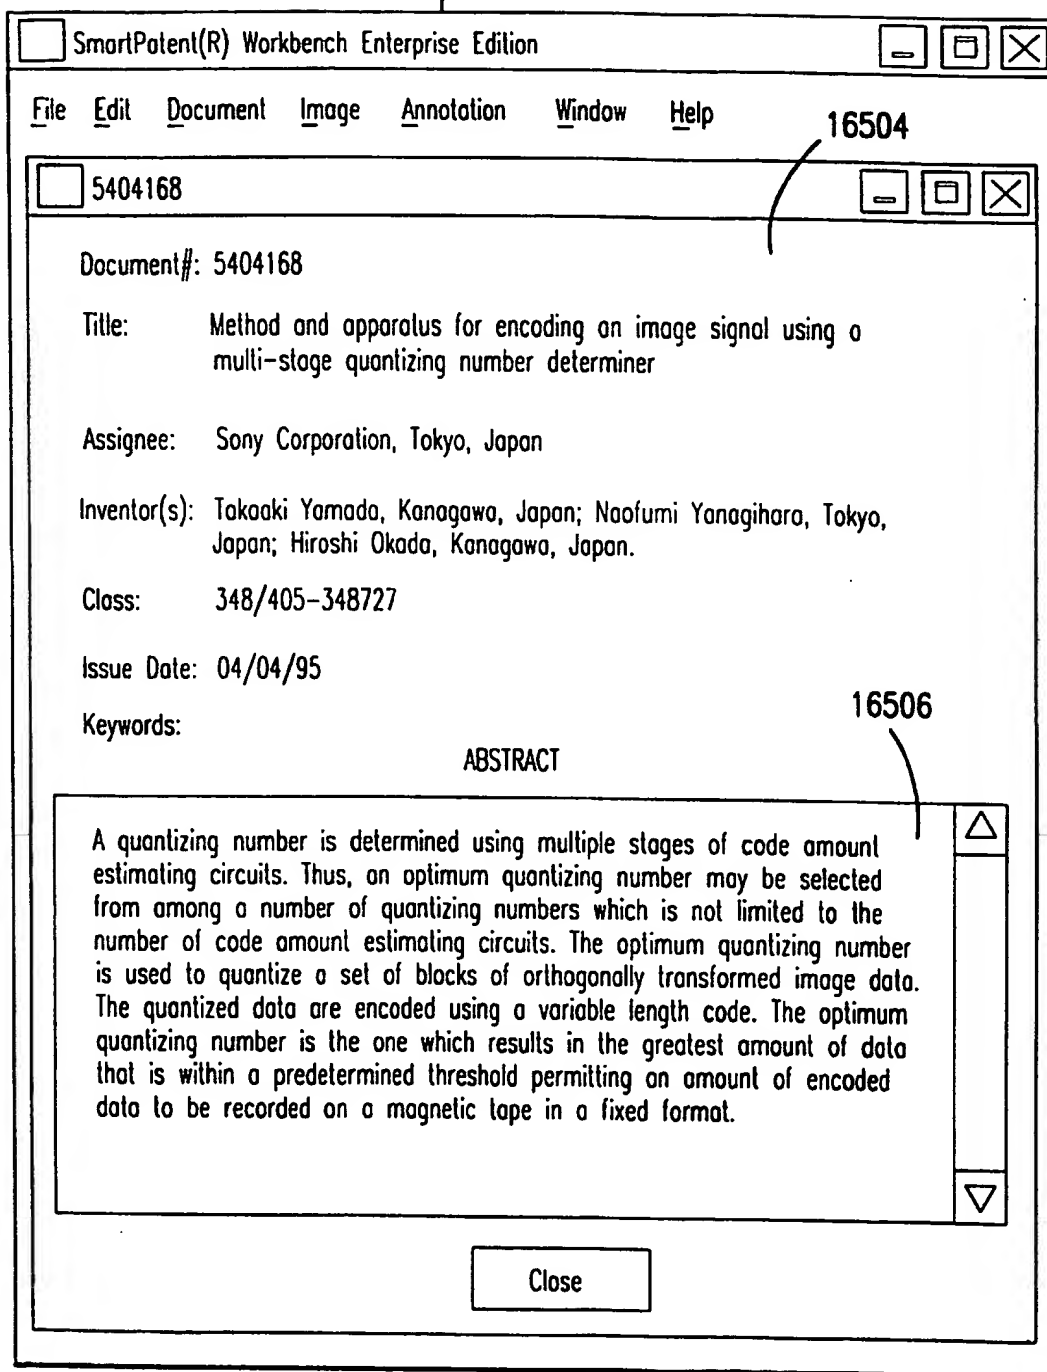 SmartPatent(R) Workbench Enterprise Edition
File Edit Document Image Annotation Window Help
16504
5404168
Document#: 5404168
Title: Method and apparatus for encoding an image signal using a
multi-stage quantizing number determiner
Assignee: Sony Corporation, Tokyo, Japan
Inventor(s): Takaaki Yamada, Kanagawa, Japan; Naofumi Yanagihara, Tokyo,
Japan; Hiroshi Okada, Kanagawa, Japan.
Class: 348/405-348727
Issue Date: 04/04/95
Keywords:
16506
ABSTRACT
A quantizing number is determined using multiple stages of code amount
estimating circuits. Thus, an optimum quantizing number may be selected
from among a number of quantizing numbers which is not limited to the
number of code amount estimating circuits. The optimum quantizing number
is used to quantize a set of blocks of orthogonally transformed image data.
The quantized data are encoded using a variable length code. The optimum
quantizing number is the one which results in the greatest amount of data
that is within a predetermined threshold permitting an amount of encoded
data to be recorded on a magnetic tape in a fixed format.
Close